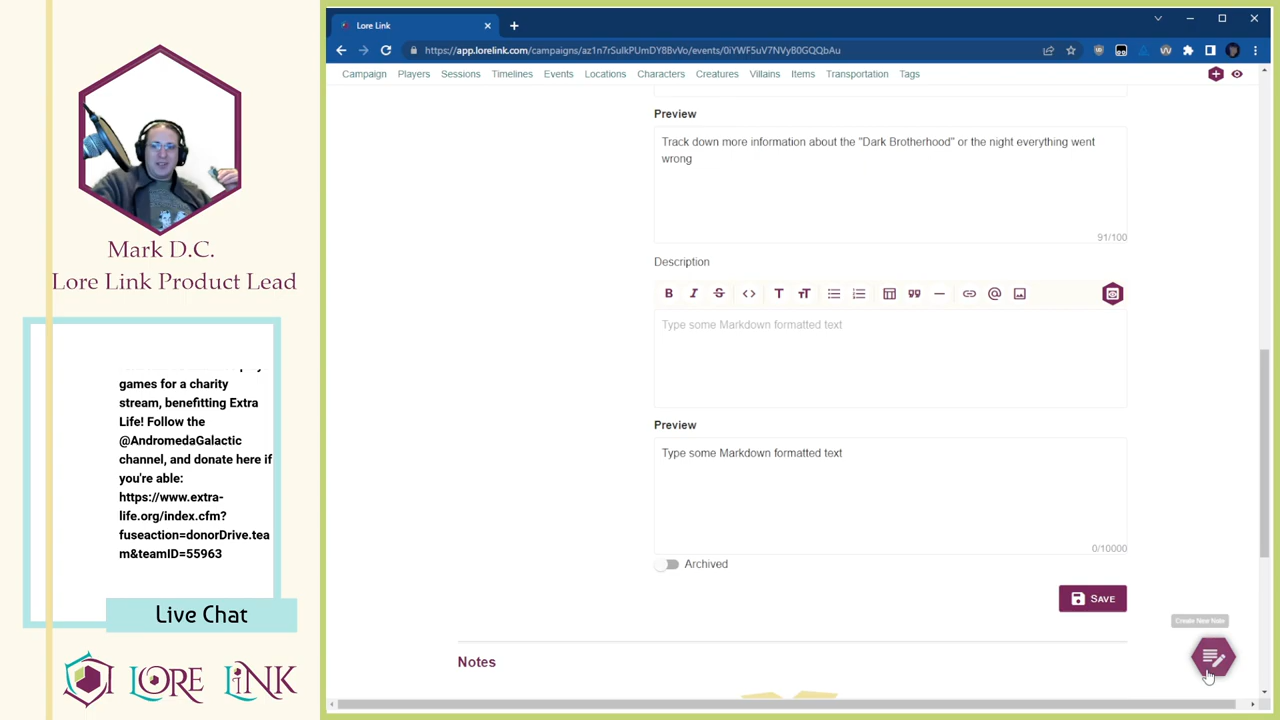 Lore Link
https://app.lorelink.com/campaigns/az1n7rSulkPUmDY8BvVo/events/0iYWF5uV7NVyB0GQQbAu
Campaign Players Sessions Timelines Events Locations Characters Creatures Villains Items Transportation Tags
Preview
Track down more information about the "Dark Brotherhood" or the night everything went
wrong
91/100
Description
Type some Markdown formatted text
Preview
Type some Markdown formatted text
0/10000
Archived
SAVE
Create New Note
Notes
Mark D.C.
Lore Link Product Lead
games for a charity
stream, benefitting Extra
Life! Follow the
@AndromedaGalactic
channel, and donate here if
you're able:
https://www.extra-
life.org/index.cfm?
fuseaction=donorDrive.tea
m&teamID=55963
Live Chat
LORE LINK